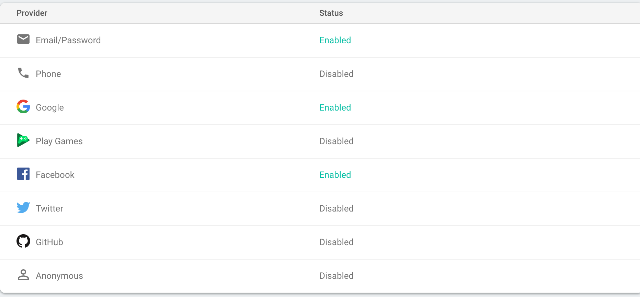 Provider Status
Email/Password Enabled
Phone Disabled
Google Enabled
Play Games Disabled
Facebook Enabled
Twitter Disabled
GitHub Disabled
Anonymous Disabled